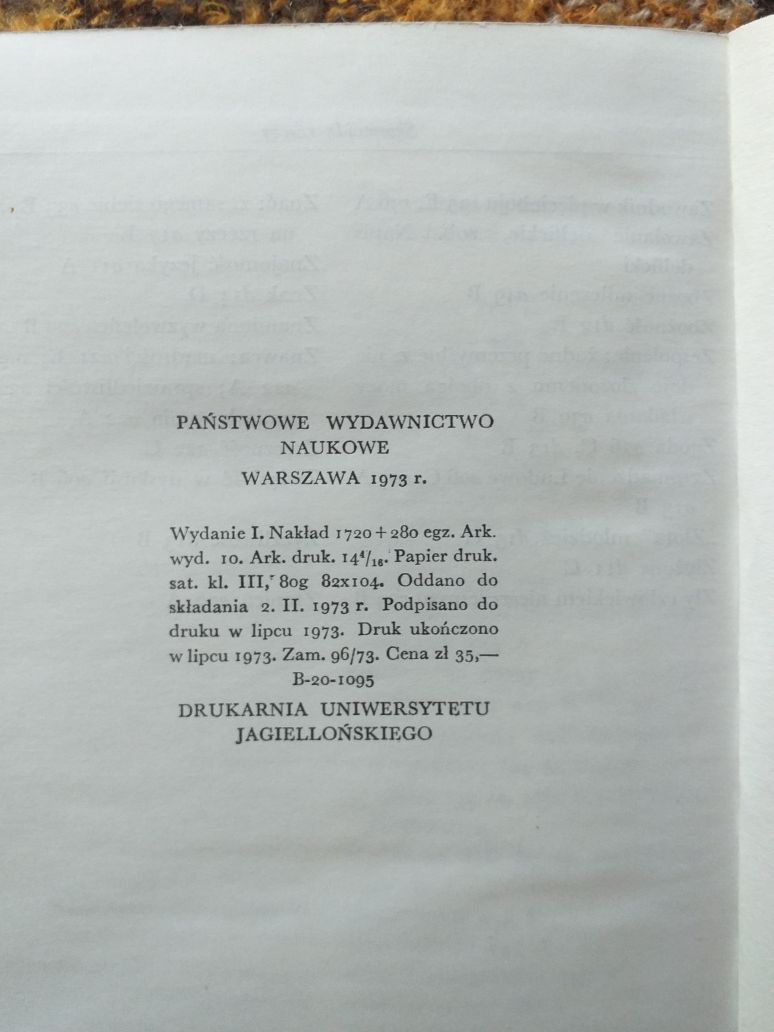 PAŃSTWOWE WYDAWNICTWO
NAUKOWE
WARSZAWA 1973 r.
Wydanie I. Nakład 1720 + 280 egz. Ark.
wyd. 10. Ark. druk. 14⁴/₁₆. Papier druk.
sat. kl. III, 80g 82x104. Oddano do
składania 2. II. 1973 r. Podpisano do
druku w lipcu 1973. Druk ukończono
w lipcu 1973. Zam. 96/73. Cena zł 35,—
B-20-1095
DRUKARNIA UNIWERSYTETU
JAGIELLOŃSKIEGO